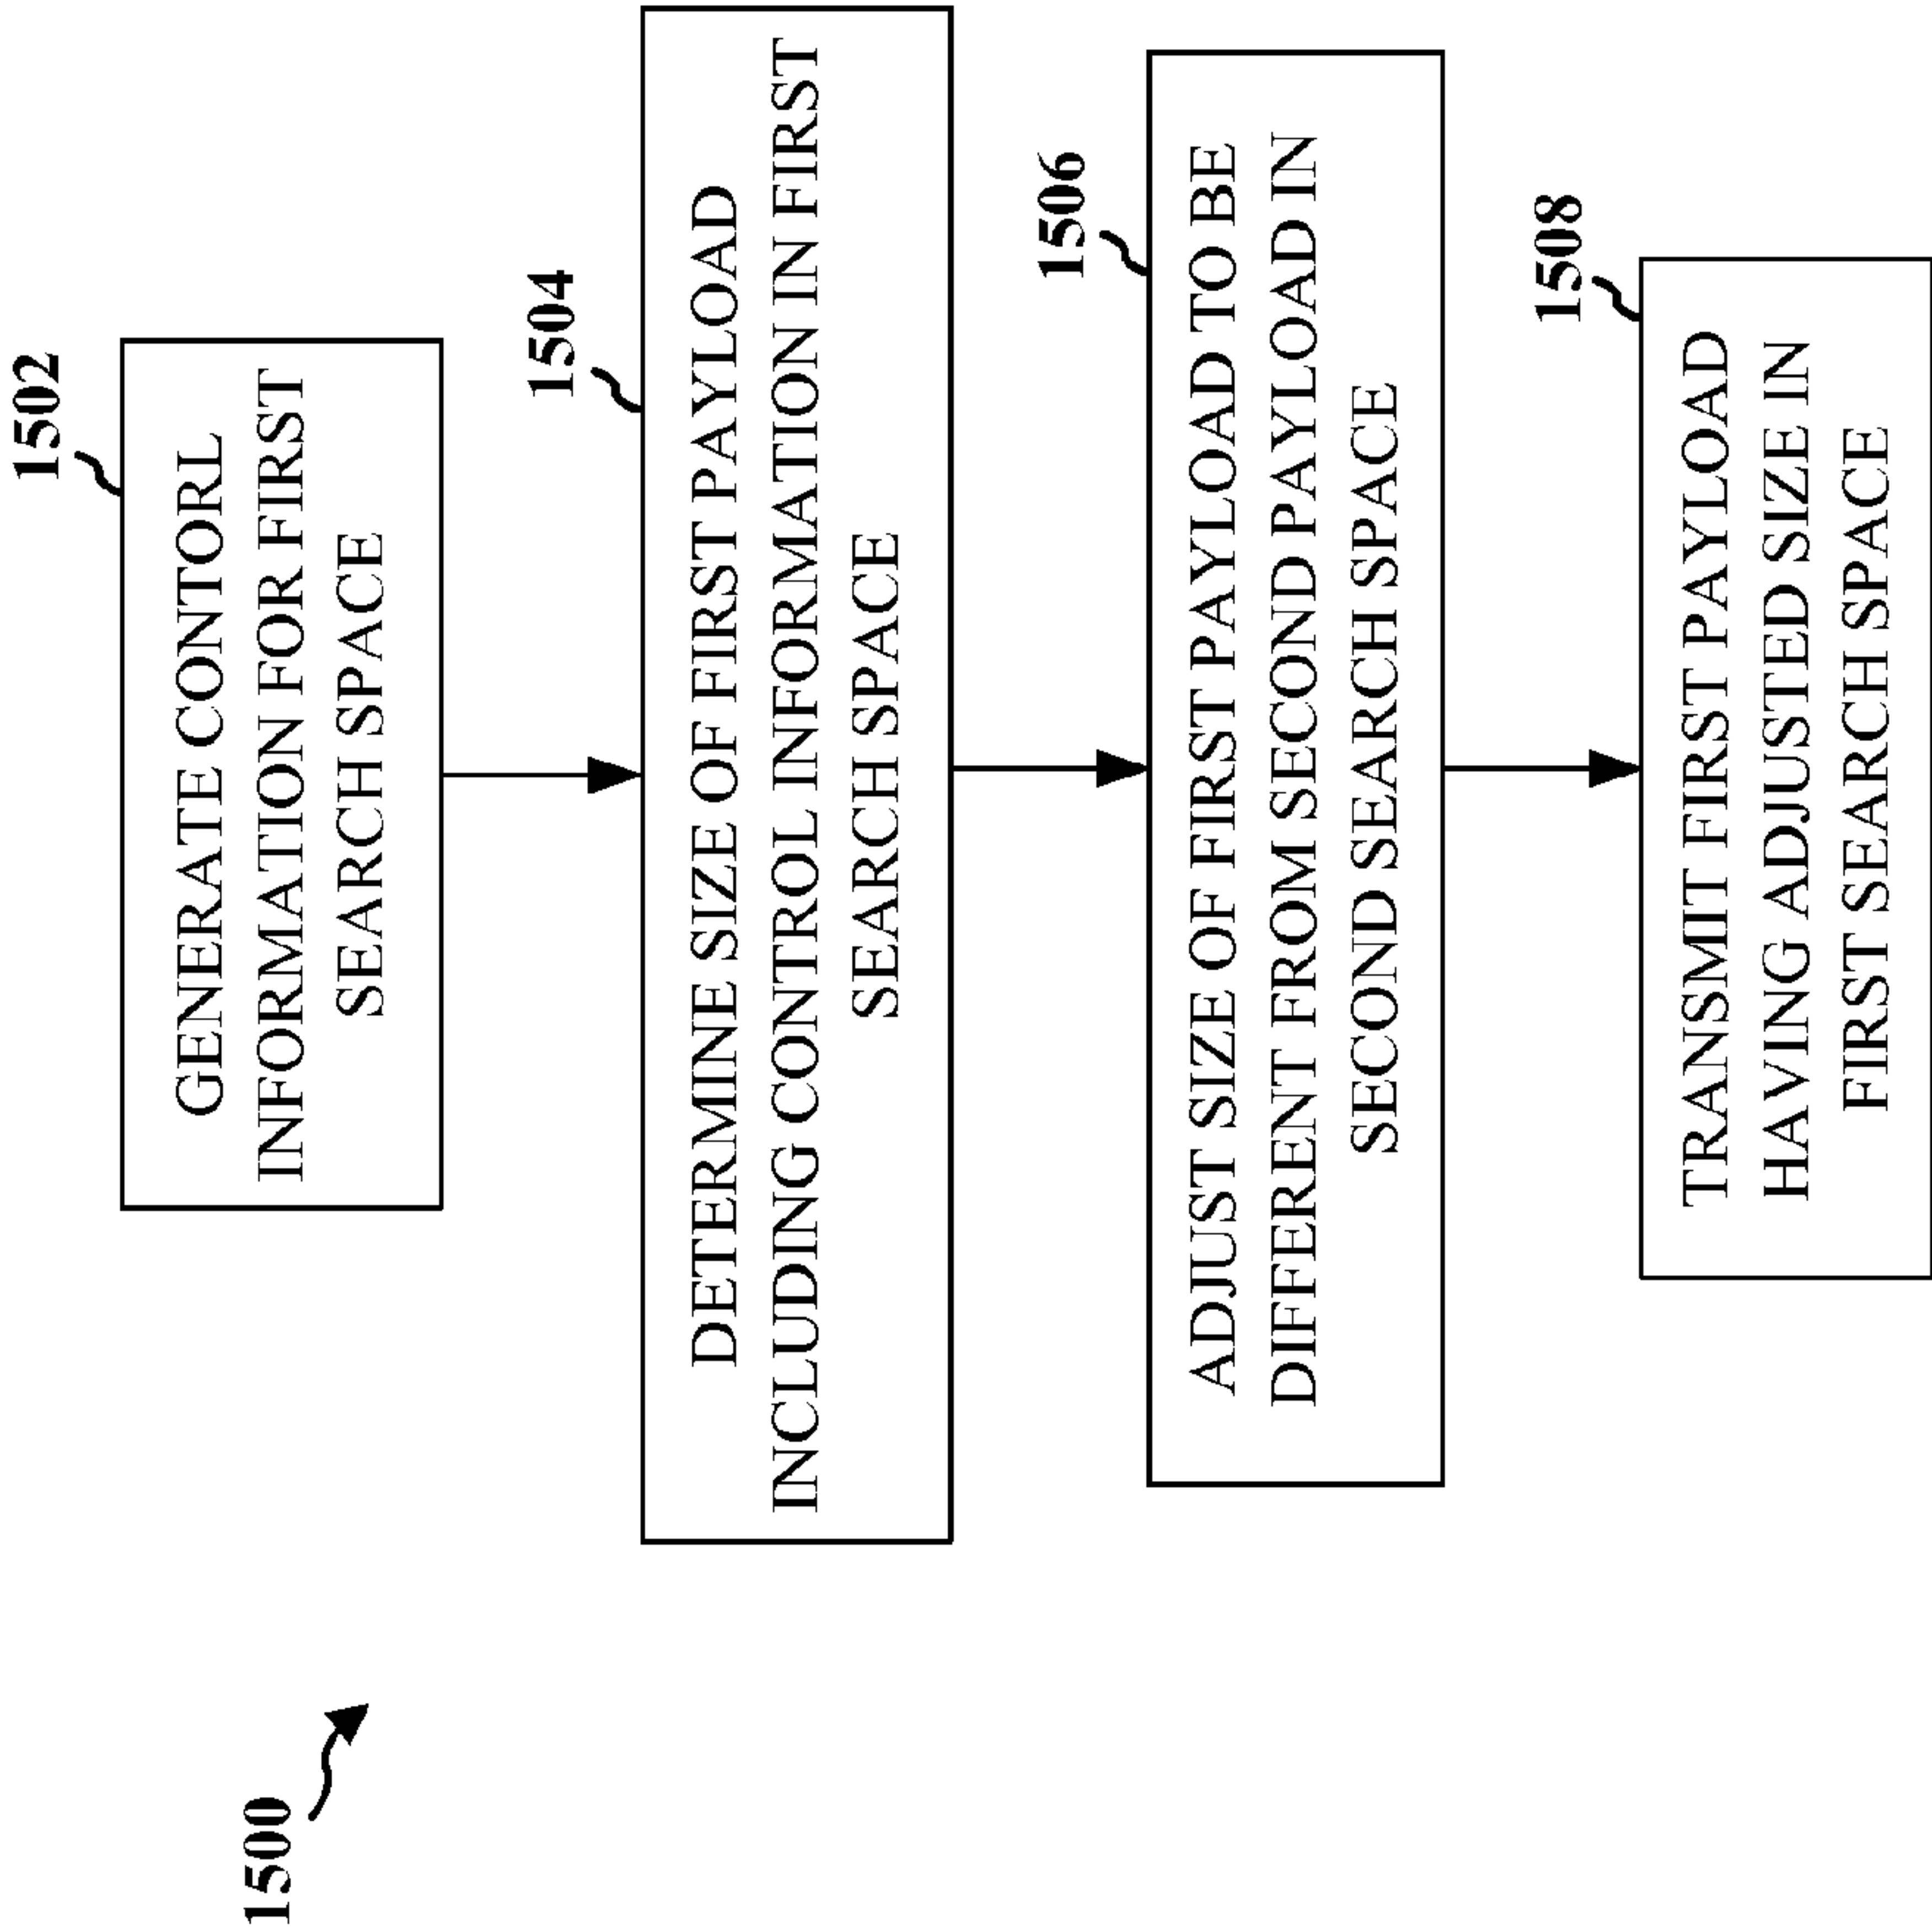 1500
1502
GENERATE CONTORL
INFORMATION FOR FIRST
SEARCH SPACE
1504
DETERMINE SIZE OF FIRST PAYLOAD
INCLUDING CONTROL INFORMATION IN FIRST
SEARCH SPACE
1506
ADJUST SIZE OF FIRST PAYLOAD TO BE
DIFFERENT FROM SECOND PAYLOAD IN
SECOND SEARCH SPACE
1508
TRANSMIT FIRST PAYLOAD
HAVING ADJUSTED SIZE IN
FIRST SEARCH SPACE